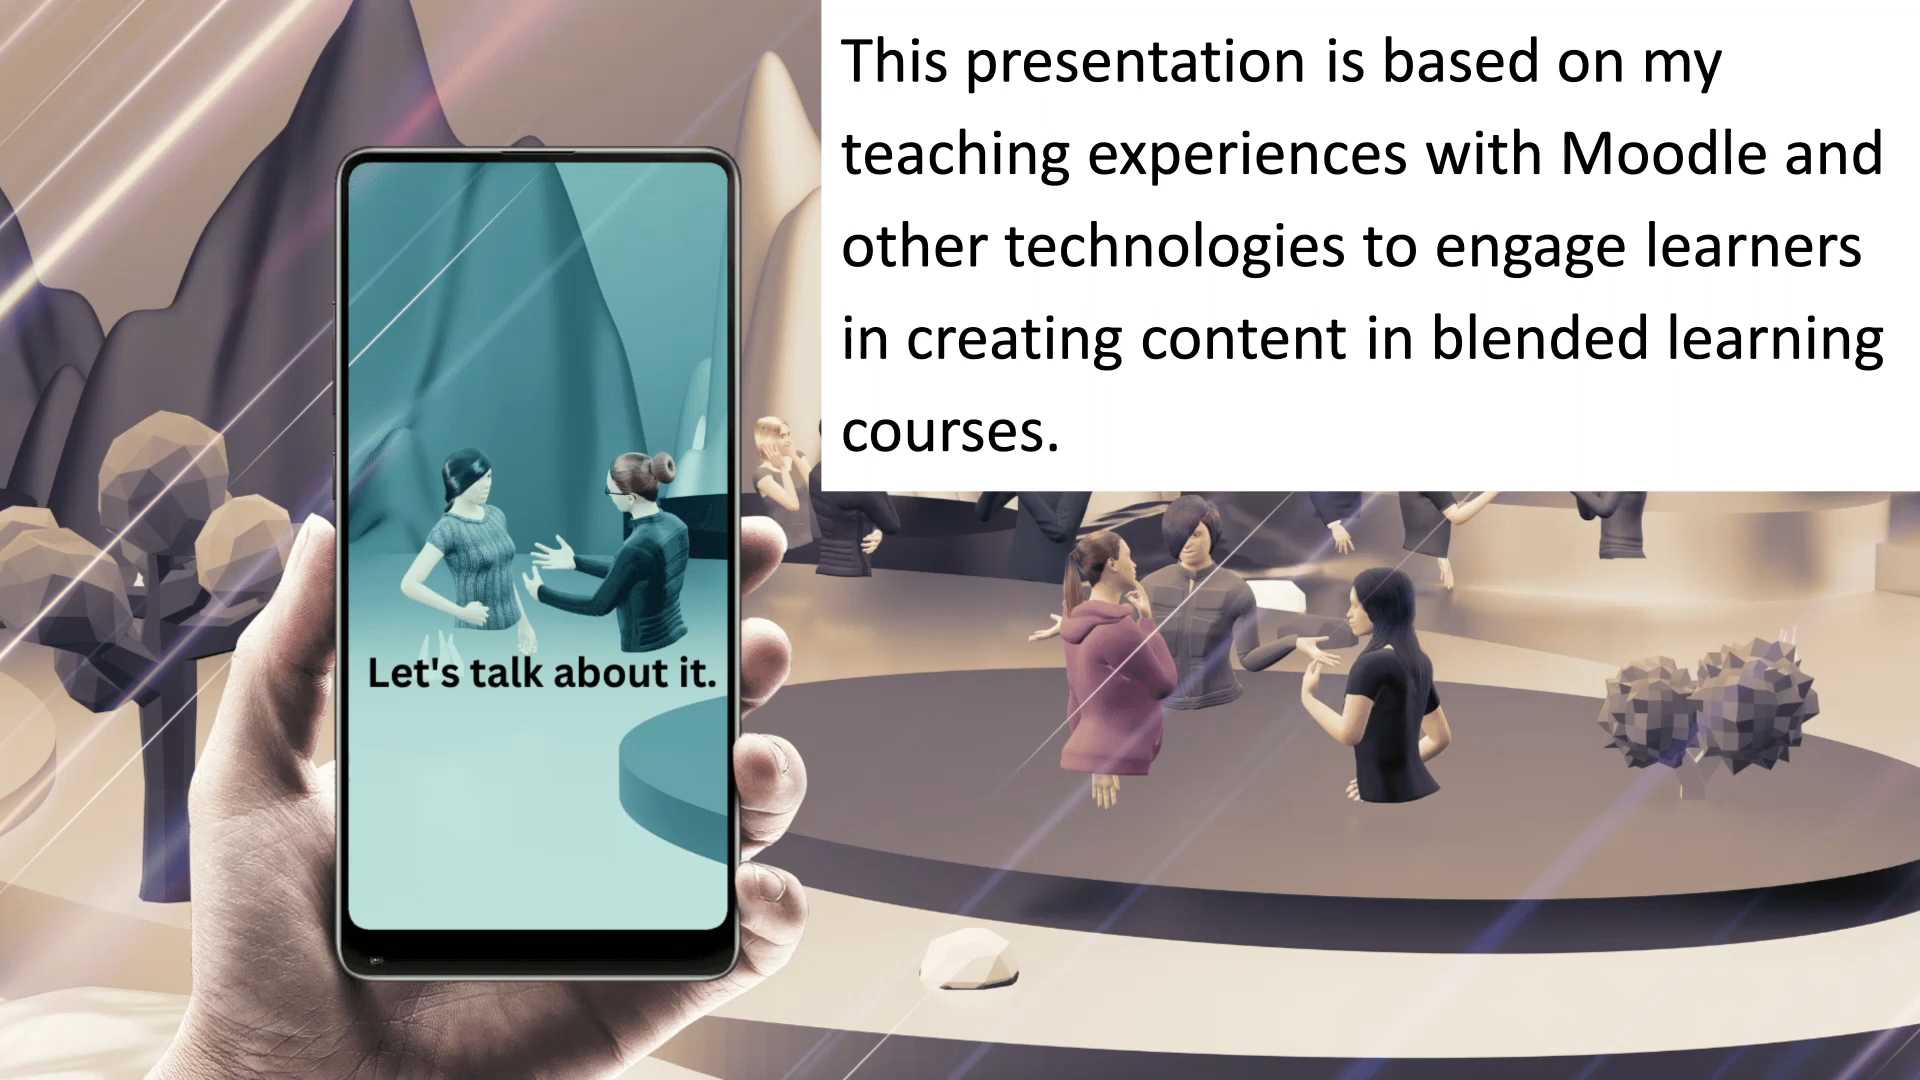 This presentation is based on my
teaching experiences with Moodle and
other technologies to engage learners
in creating content in blended learning
courses.
Let's talk about it.